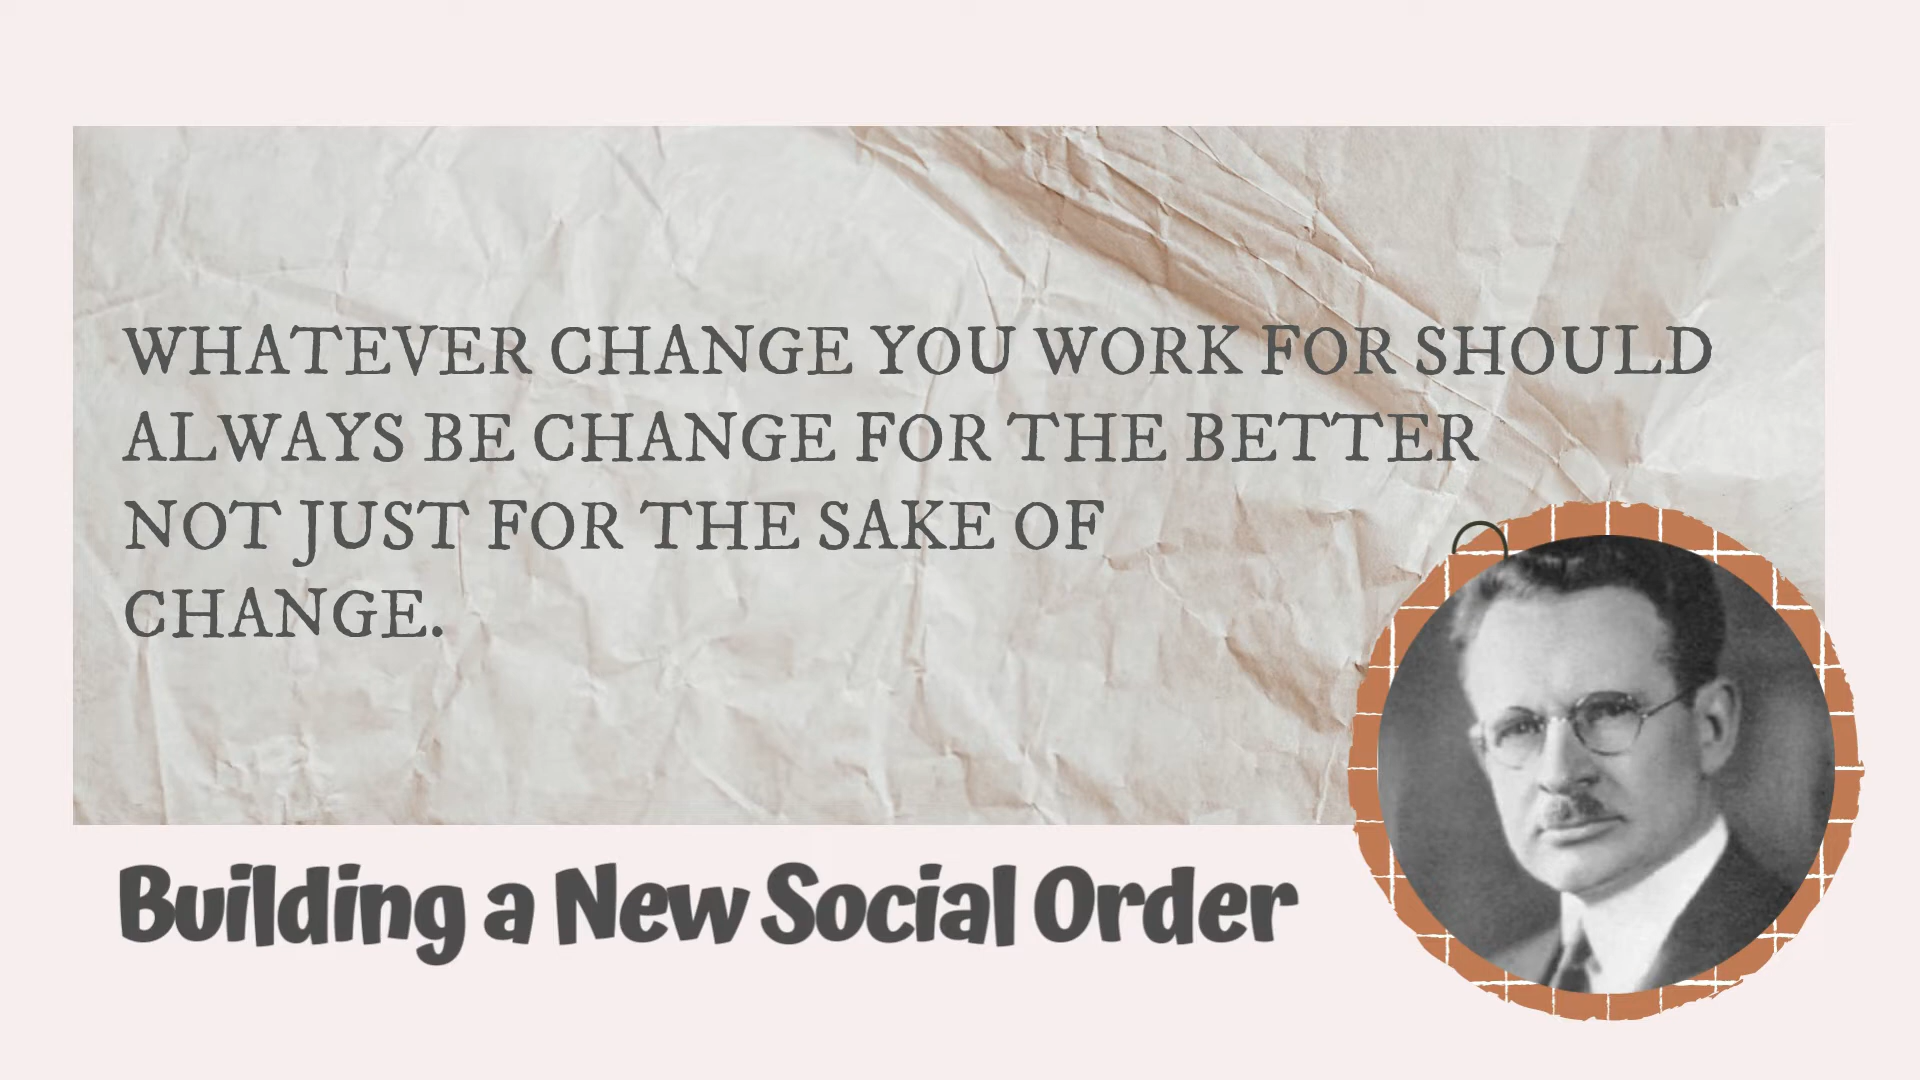 WHATEVER CHANGE YOU WORK FOR SHOULD
ALWAYS BE CHANGE FOR THE BETTER
NOT JUST FOR THE SAKE OF
CHANGE.
Building a New Social Order